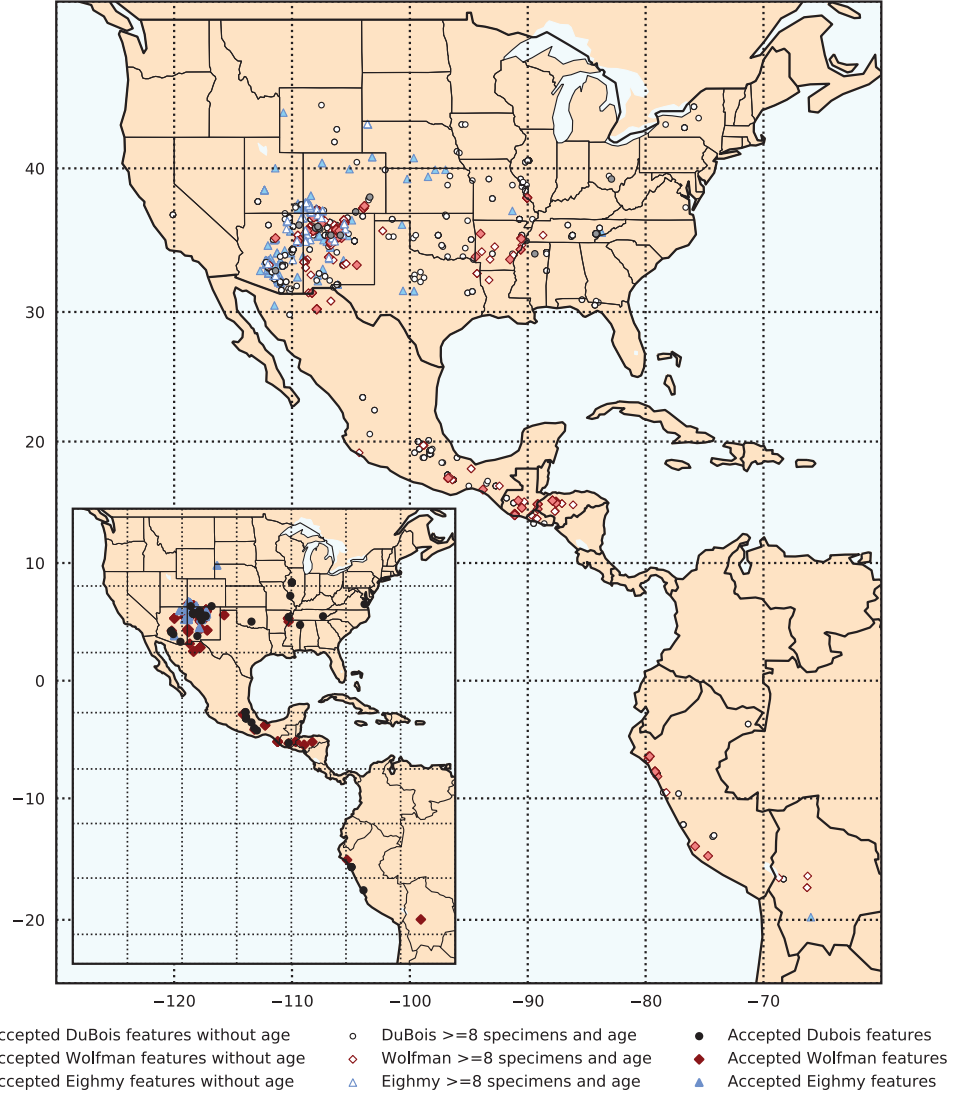 40
30
20
10
0
−10
−20
−120
−110
−100
−90
−80
−70
ccepted DuBois features without age
DuBois >=8 specimens and age
Accepted Dubois features
ccepted Wolfman features without age
Wolfman >=8 specimens and age
Accepted Wolfman features
ccepted Eighmy features without age
Eighmy >=8 specimens and age
Accepted Eighmy features